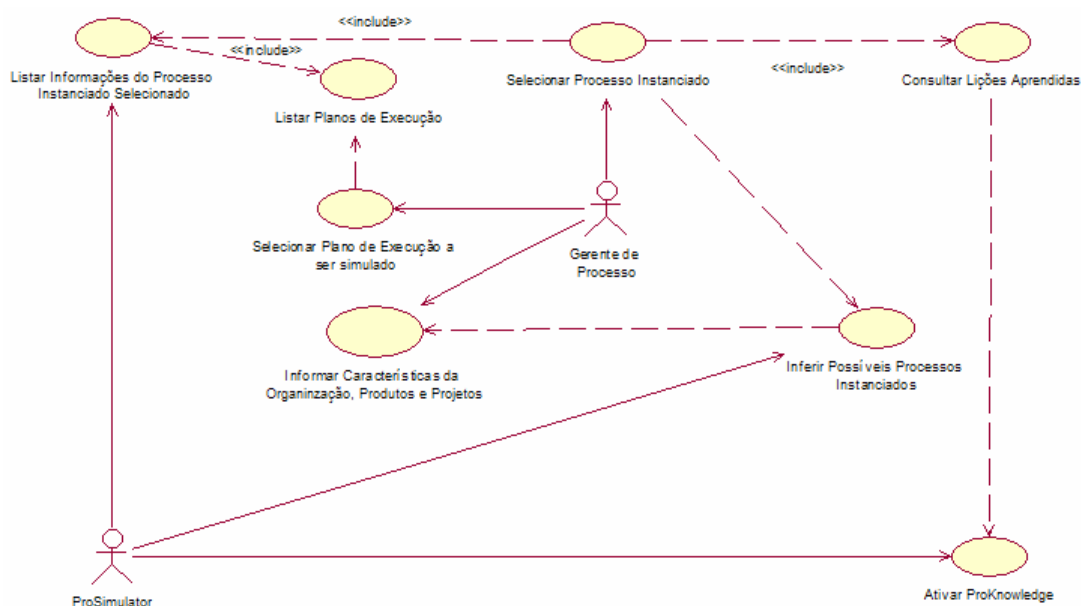 <<include>>
<<include>>
<<include>>
Listar Informações do Processo
Instanciado Selecionado
Selecionar Processo Instanciado
Consultar Lições Aprendidas
Listar Planos de Execução
Selecionar Plano de Execução a
ser simulado
Gerente de
Processo
Informar Características da
Organinzação, Produtos e Projetos
Inferir Possíveis Processos
Instanciados
ProSimulator
Ativar ProKnowledge